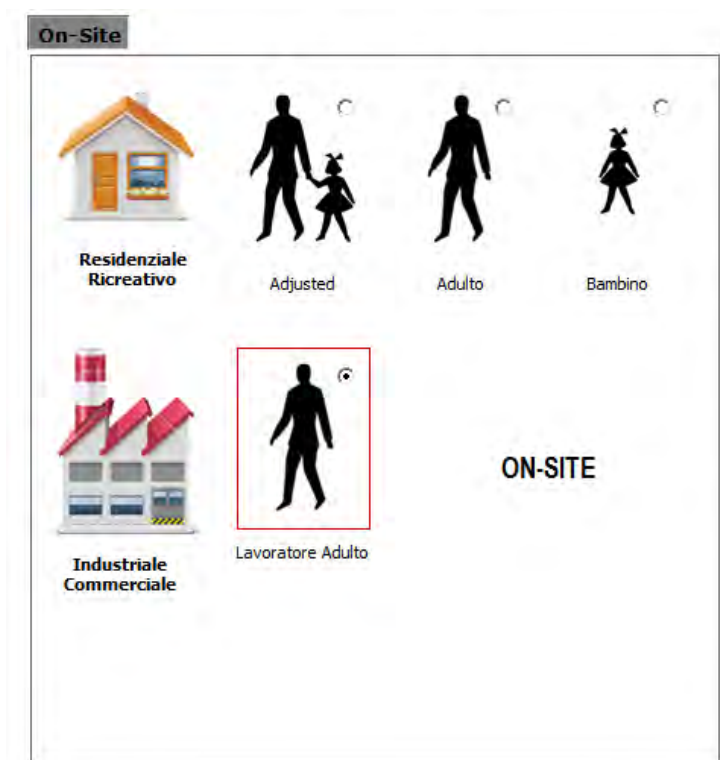 On-Site
Residenziale
Ricreativo
Adjusted
Adulto
Bambino
Lavoratore Adulto
ON-SITE
Industriale
Commerciale